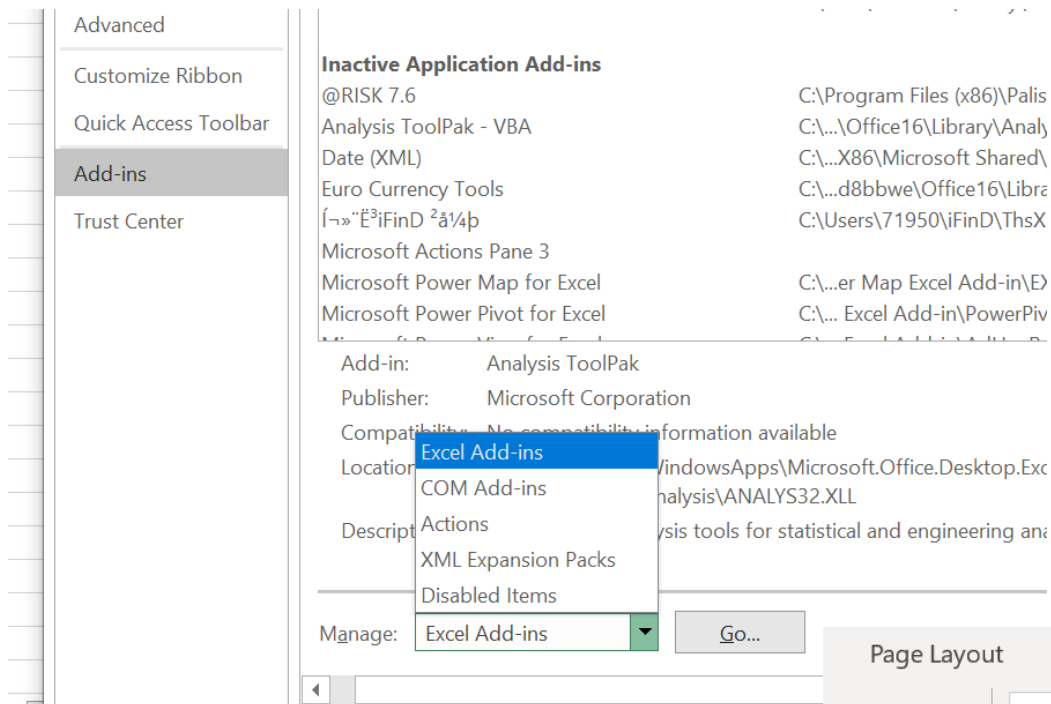 Advanced
Customize Ribbon
Quick Access Toolbar
Add-ins
Trust Center
Inactive Application Add-ins
@RISK 7.6 C:\Program Files (x86)\Palis
Analysis ToolPak - VBA C:\...\Office16\Library\Analy
Date (XML) C:\...X86\Microsoft Shared\
Euro Currency Tools C:\...d8bbwe\Office16\Libra
Í¬»¨Ë³iFinD ²å¼þ C:\Users\71950\iFinD\ThsX
Microsoft Actions Pane 3
Microsoft Power Map for Excel C:\...er Map Excel Add-in\EX
Microsoft Power Pivot for Excel C:\... Excel Add-in\PowerPiv
Add-in: Analysis ToolPak
Publisher: Microsoft Corporation
Compatibility: No compatibility information available
Location \WindowsApps\Microsoft.Office.Desktop.Exc
nalysis\ANALYS32.XLL
Descript ysis tools for statistical and engineering ana
Excel Add-ins
COM Add-ins
Actions
XML Expansion Packs
Disabled Items
Manage: Excel Add-ins Go...
Page Layout